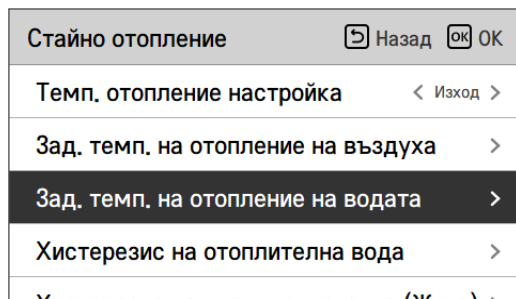 Стайно отопление Назад OK OK
Темп. отопление настройка < Изход >
Зад. темп. на отопление на въздуха >
Зад. темп. на отопление на водата >
Хистерезис на отоплителна вода >